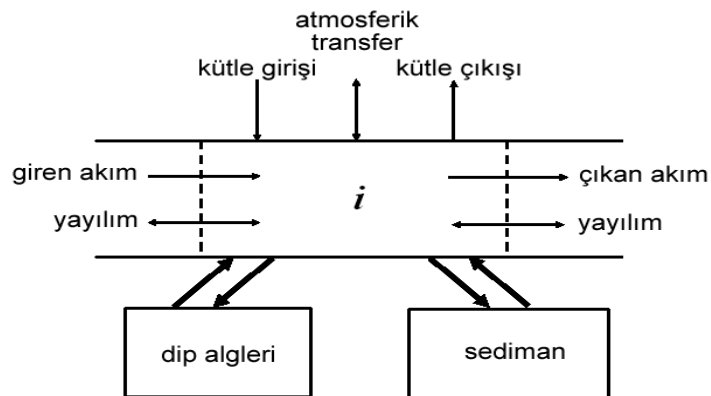 atmosferik
transfer
kütle girişi
kütle çıkışı
giren akım
i
çıkan akım
yayılım
yayılım
dip algleri
sediman